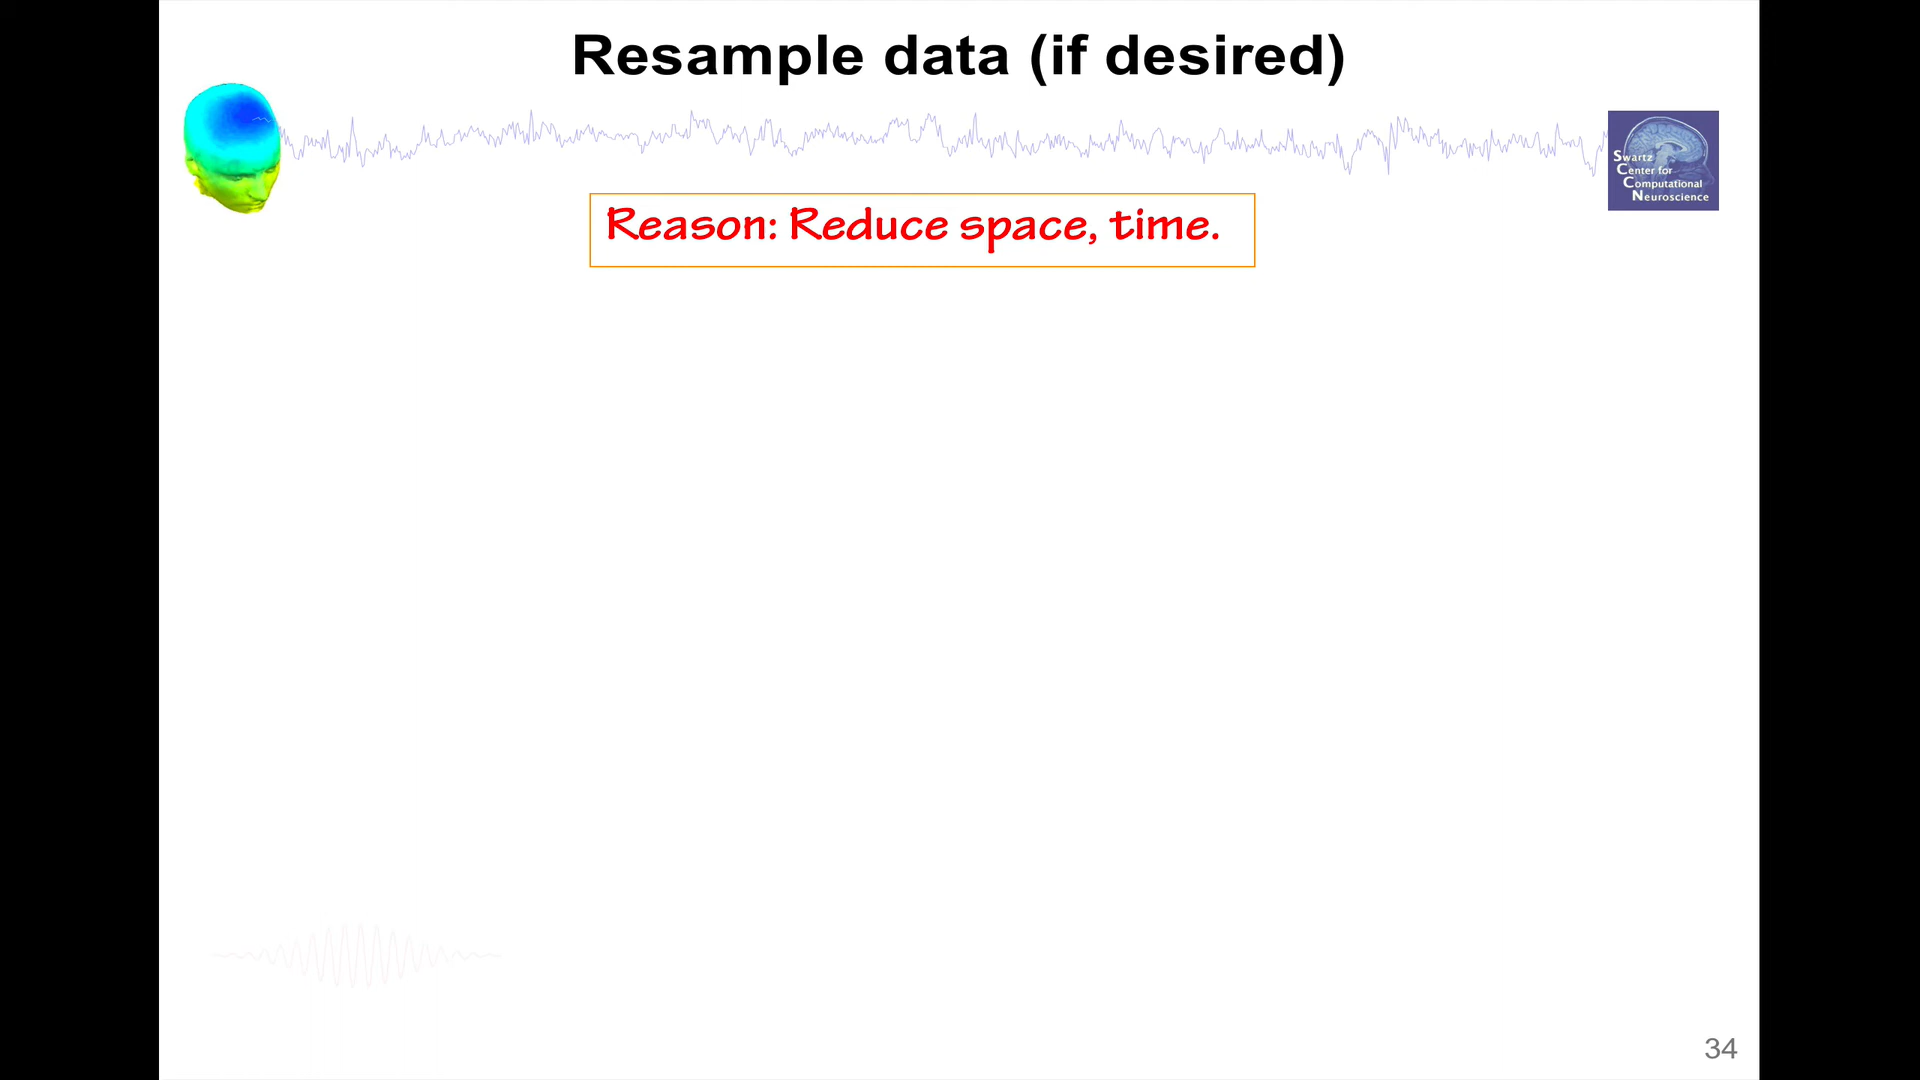 Resample data (if desired)
Swartz
Center for
Computational
Neuroscience
Reason: Reduce space, time.
34